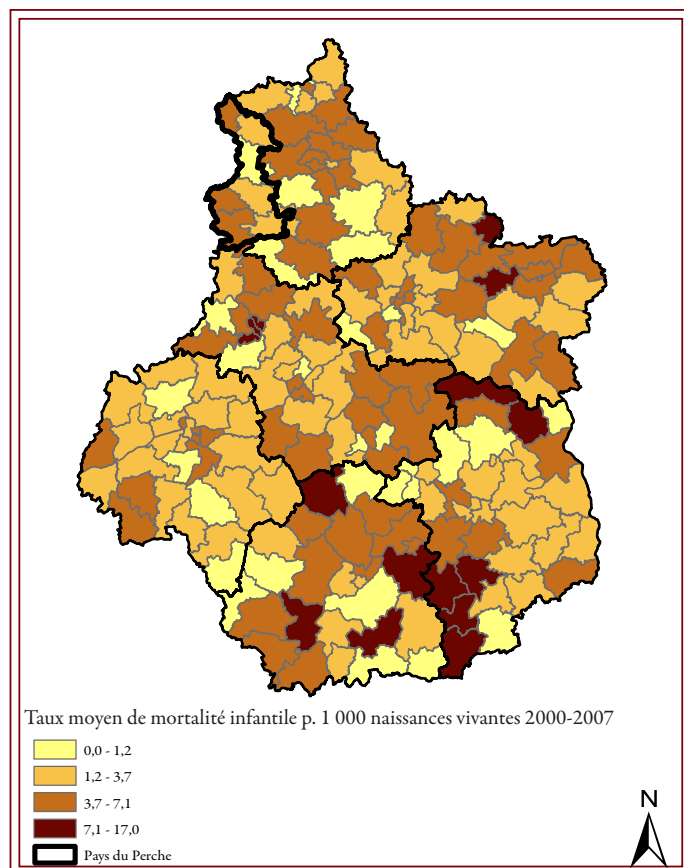 Taux moyen de mortalité infantile p. 1 000 naissances vivantes 2000-2007
0,0 - 1,2
1,2 - 3,7
3,7 - 7,1
7,1 - 17,0
Pays du Perche
N